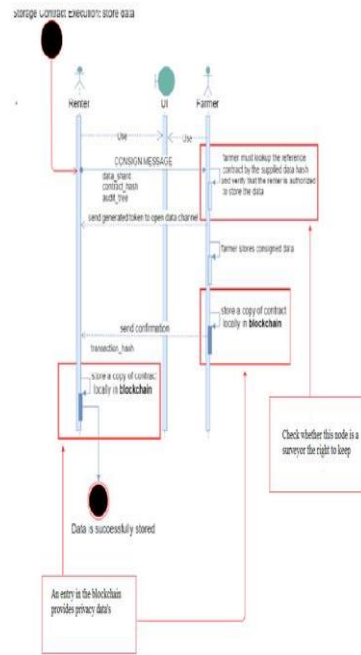 Storage Contract Execution: store data
Renter
UI
Farmer
Use
Use
CONSIGN MESSAGE
data_shard
contract_hash
audit_tree
farmer must lookup the reference
contract by the supplied data hash
and verify that the renter is authorized
to store the data
send generated token to open data channel
farmer stores consigned data
store a copy of contract
locally in blockchain
send confirmation
transaction_hash
store a copy of contract
locally in blockchain
Check whether this node is a
surveyor the right to keep
Data is successfully stored
An entry in the blockchain
provides privacy data's